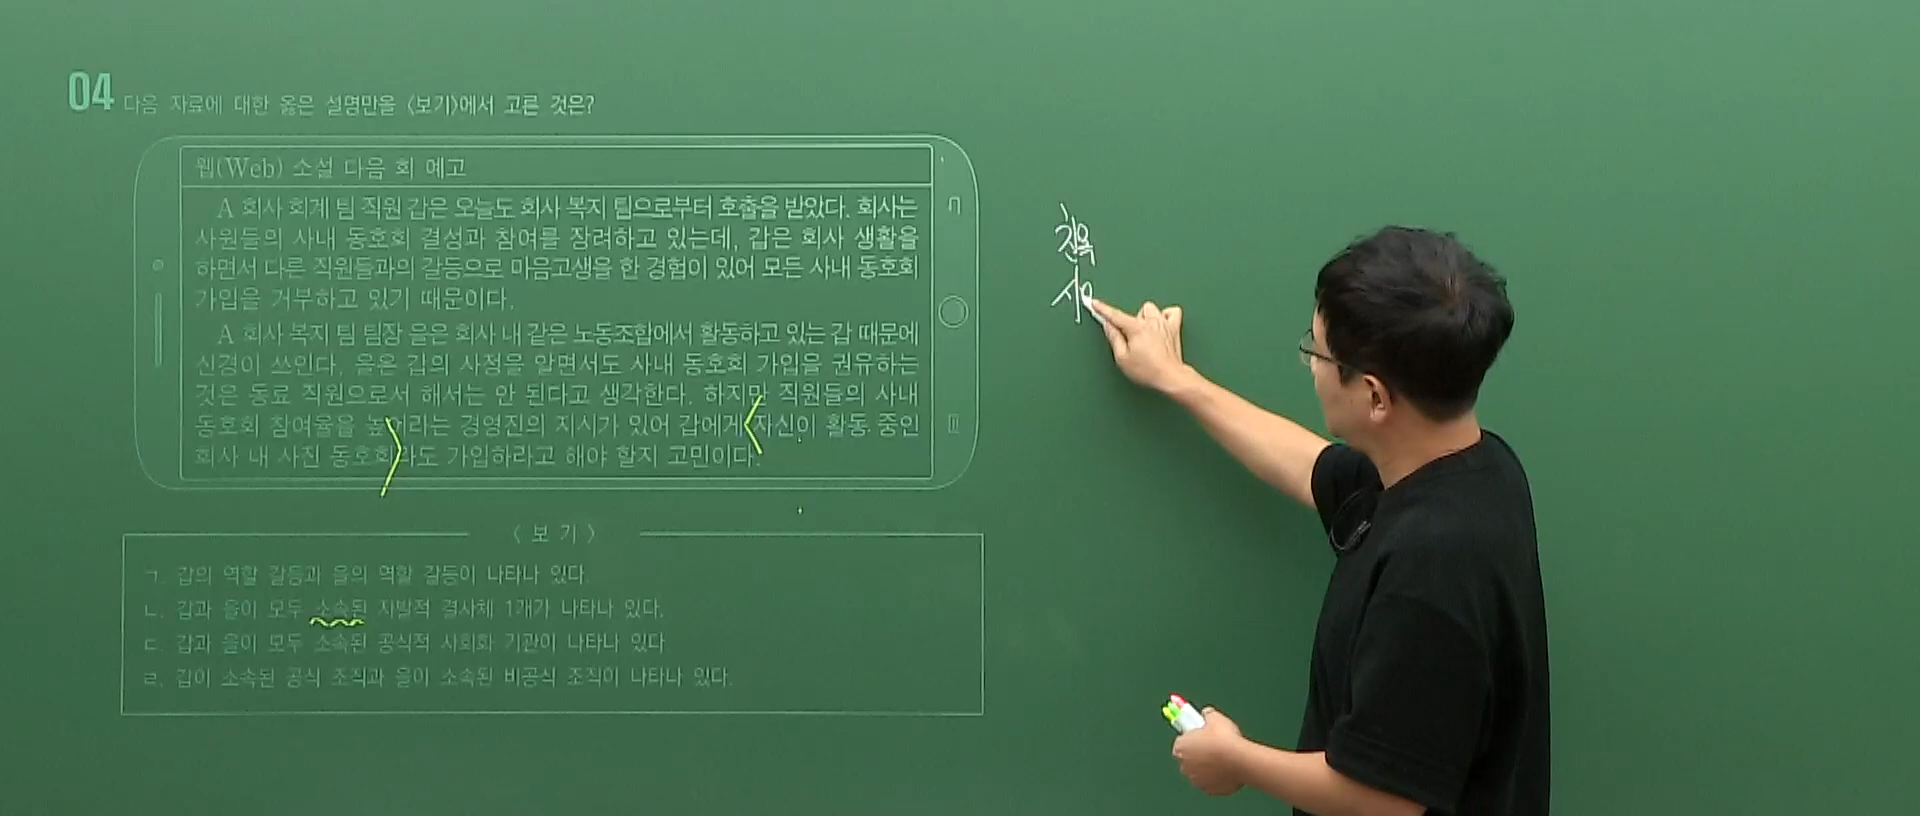 04 다음 자료에 대한 옳은 설명만을 <보기>에서 고른 것은?
웹(Web) 소설 다음 회 예고
A 회사 회계 팀 직원 갑은 오늘도 회사 복지 팀으로부터 호출을 받았다. 회사는
사원들의 사내 동호회 결성과 참여를 장려하고 있는데, 갑은 회사 생활을
하면서 다른 직원들과의 갈등으로 마음고생을 한 경험이 있어 모든 사내 동호회
가입을 거부하고 있기 때문이다.
A 회사 복지 팀 팀장 을은 회사 내 같은 노동조합에서 활동하고 있는 갑 때문에
신경이 쓰인다. 을은 갑의 사정을 알면서도 사내 동호회 가입을 권유하는
것은 동료 직원으로서 해서는 안 된다고 생각한다. 하지만 직원들의 사내
동호회 참여율을 높이라는 경영진의 지시가 있어 갑에게 자신이 활동 중인
회사 내 사진 동호회라도 가입하라고 해야 할지 고민이다.
<보기>
ㄱ. 갑의 역할 갈등과 을의 역할 갈등이 나타나 있다.
ㄴ. 갑과 을이 모두 소속된 자발적 결사체 1개가 나타나 있다.
ㄷ. 갑과 을이 모두 소속된 공식적 사회화 기관이 나타나 있다
ㄹ. 갑이 소속된 공식 조직과 을이 소속된 비공식 조직이 나타나 있다.
친목